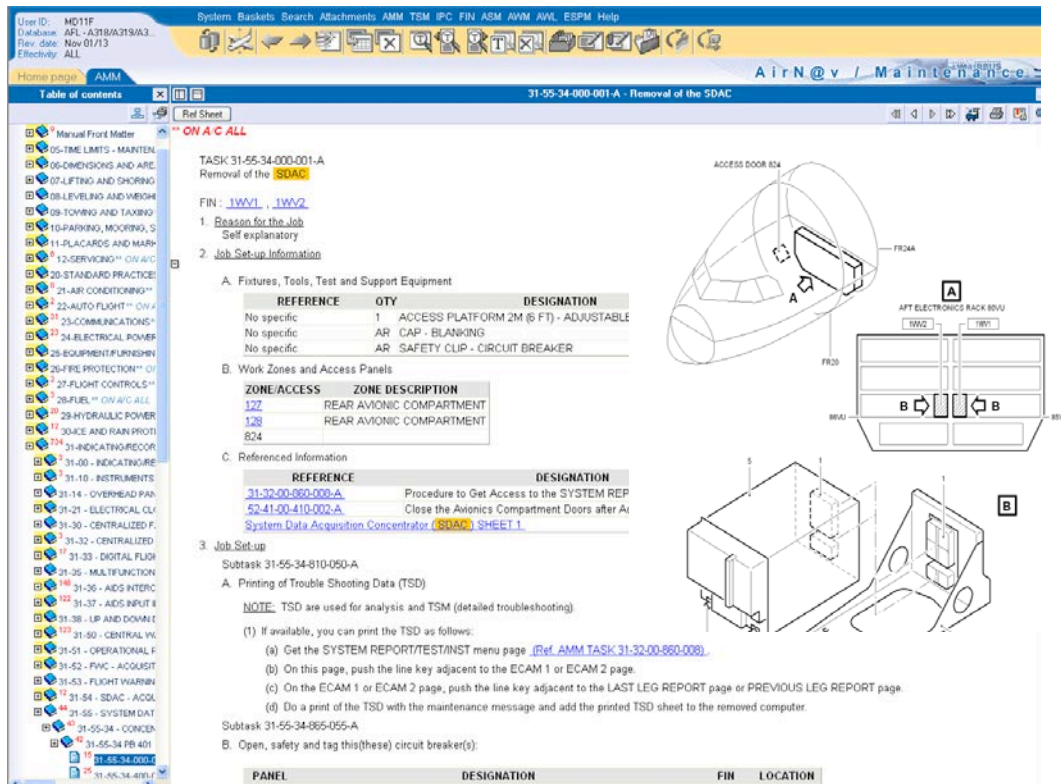 User ID: MD11F
Database: AFL - A318/A319/A3...
Rev. date: Nov 01/13
Effectivity: ALL
System Baskets Search Attachments AMM TSM IPC FIN ASM AWM AWL ESPM Help
Home page AMM
AirN@v / Maintenance
Table of contents
31-55-34-000-001-A - Removal of the SDAC
Ref Sheet
9 Manual Front Matter
05-TIME LIMITS - MAINTEN
06-DIMENSIONS AND ARE
07-LIFTING AND SHORING
08-LEVELING AND WEIGH
09-TOWING AND TAXIING
10-PARKING, MOORING, S
11-PLACARDS AND MARK
6 12-SERVICING** ON A/C
20-STANDARD PRACTICE
21-AIR CONDITIONING**
2 22-AUTO FLIGHT** ON A
23-COMMUNICATIONS*
23 24-ELECTRICAL POWER
25-EQUIPMENT/FURNISHIN
26-FIRE PROTECTION** O
27-FLIGHT CONTROLS**
3 28-FUEL** ON A/C ALL
29-HYDRAULIC POWER
12 30-ICE AND RAIN PROTE
704 31-INDICATING/RECOR
31-00 - INDICATING/RE
31-10 - INSTRUMENTS
31-14 - OVERHEAD PAN
31-21 - ELECTRICAL CL
31-30 - CENTRALIZED F.
31-32 - CENTRALIZED
17 31-33 - DIGITAL FLIGH
31-35 - MULTIFUNCTION
31-36 - AIDS INTERC
122 31-37 - AIDS INPUT
31-38 - UP AND DOWN
123 31-50 - CENTRAL W
31-51 - OPERATIONAL F
31-52 - FWC - ACQUISIT
31-53 - FLIGHT WARNIN
12 31-54 - SDAC - ACQU
44 31-55 - SYSTEM DAT
31-55-34 - CONCEN
42 31-55-34 PB 401
15 31-55-34-000-0
25 31-55-34-400-
** ON A/C ALL
TASK 31-55-34-000-001-A
Removal of the SDAC
FIN : 1WV1 , 1WV2
1. Reason for the Job
Self explanatory
2. Job Set-up Information
A. Fixtures, Tools, Test and Support Equipment
REFERENCE QTY DESIGNATION
No specific 1 ACCESS PLATFORM 2M (6 FT) - ADJUSTABLE
No specific AR CAP - BLANKING
No specific AR SAFETY CLIP - CIRCUIT BREAKER
B. Work Zones and Access Panels
ZONE/ACCESS ZONE DESCRIPTION
127 REAR AVIONIC COMPARTMENT
128 REAR AVIONIC COMPARTMENT
824
C. Referenced Information
REFERENCE DESIGNATION
31-32-00-860-008-A Procedure to Get Access to the SYSTEM REP
52-41-00-410-002-A Close the Avionics Compartment Doors after A
System Data Acquisition Concentrator (SDAC) SHEET 1
3. Job Set-up
Subtask 31-55-34-810-050-A
A. Printing of Trouble Shooting Data (TSD)
NOTE: TSD are used for analysis and TSM (detailed troubleshooting).
(1) If available, you can print the TSD as follows:
(a) Get the SYSTEM REPORT/TEST/INST menu page (Ref. AMM TASK 31-32-00-860-008) .
(b) On this page, push the line key adjacent to the ECAM 1 or ECAM 2 page.
(c) On the ECAM 1 or ECAM 2 page, push the line key adjacent to the LAST LEG REPORT page or PREVIOUS LEG REPORT page.
(d) Do a print of the TSD with the maintenance message and add the printed TSD sheet to the removed computer.
Subtask 31-55-34-865-055-A
B. Open, safety and tag this(these) circuit breaker(s):
PANEL DESIGNATION FIN LOCATION
ACCESS DOOR 824
FR24A
A
FR20
A
AFT ELECTRONICS RACK 80VU
1WV2 1WV1
B B
86VU
5 1 1
B